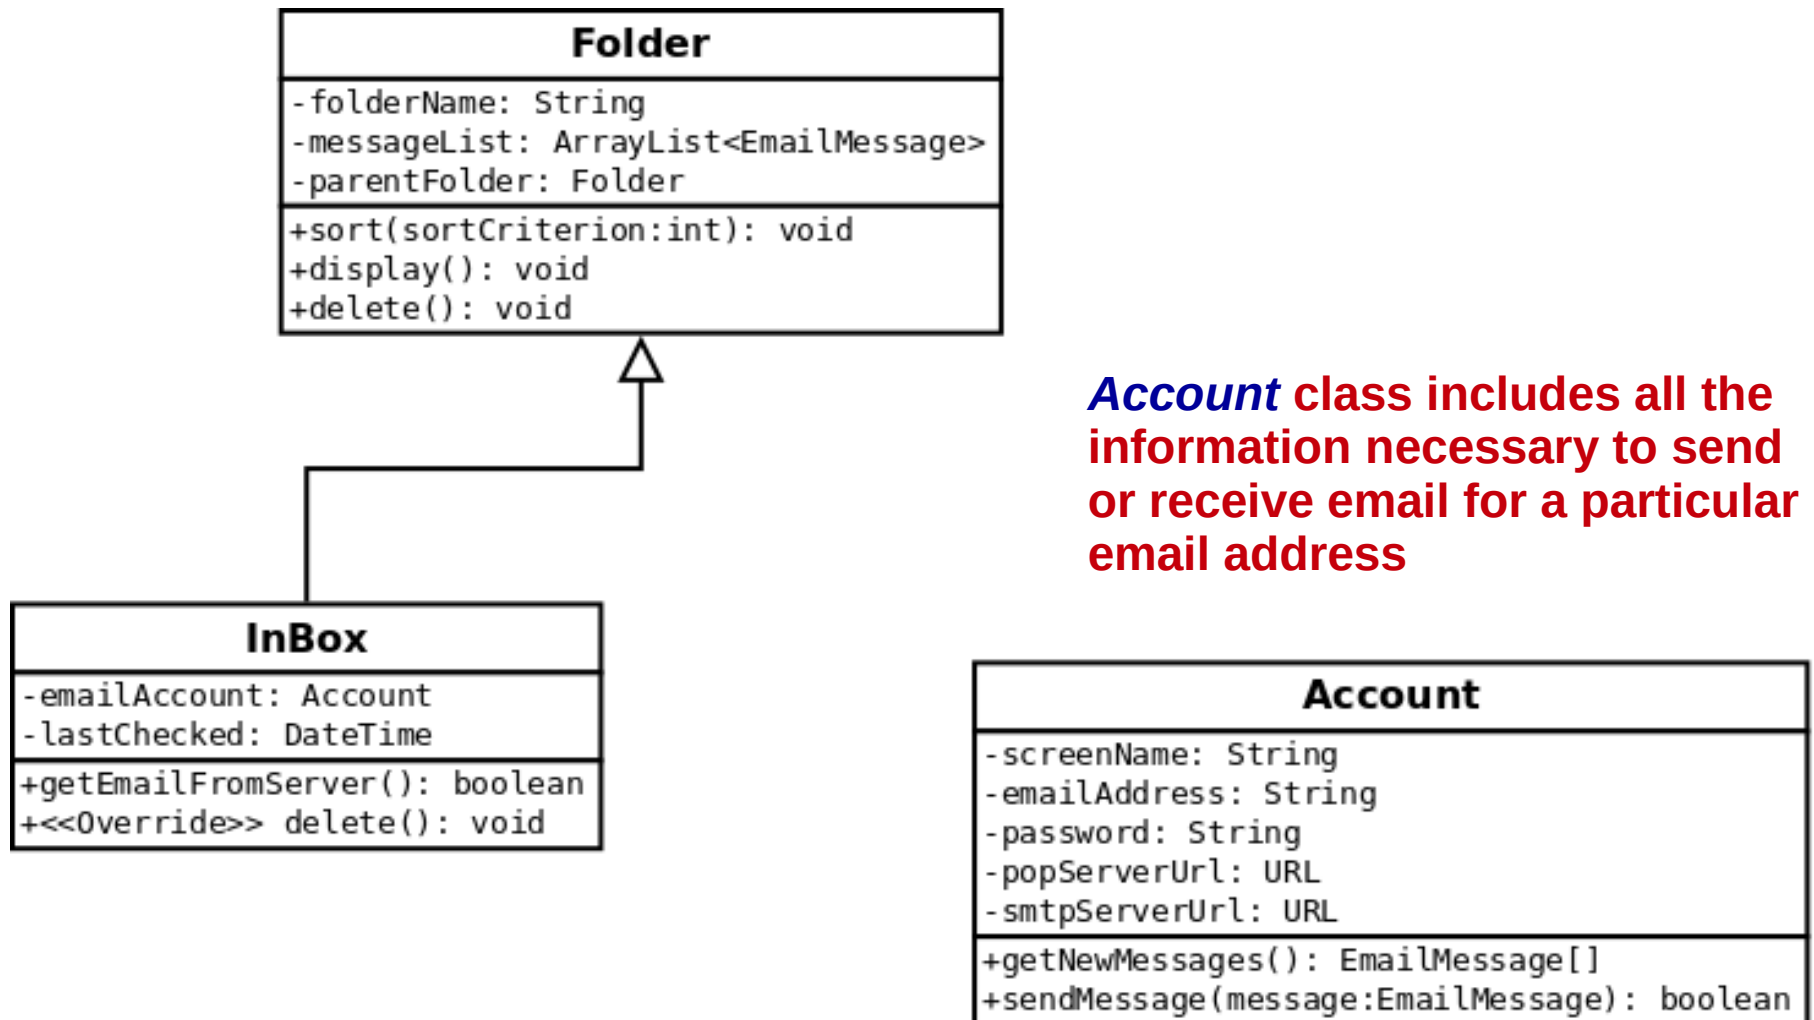 Folder
-folderName: String
-messageList: ArrayList<EmailMessage>
-parentFolder: Folder
+sort(sortCriterion:int): void
+display(): void
+delete(): void
Account class includes all the
information necessary to send
or receive email for a particular
email address
InBox
-emailAccount: Account
-lastChecked: DateTime
+getEmailFromServer(): boolean
+<<Override>> delete(): void
Account
-screenName: String
-emailAddress: String
-password: String
-popServerUrl: URL
-smtpServerUrl: URL
+getNewMessages(): EmailMessage[]
+sendMessage(message:EmailMessage): boolean